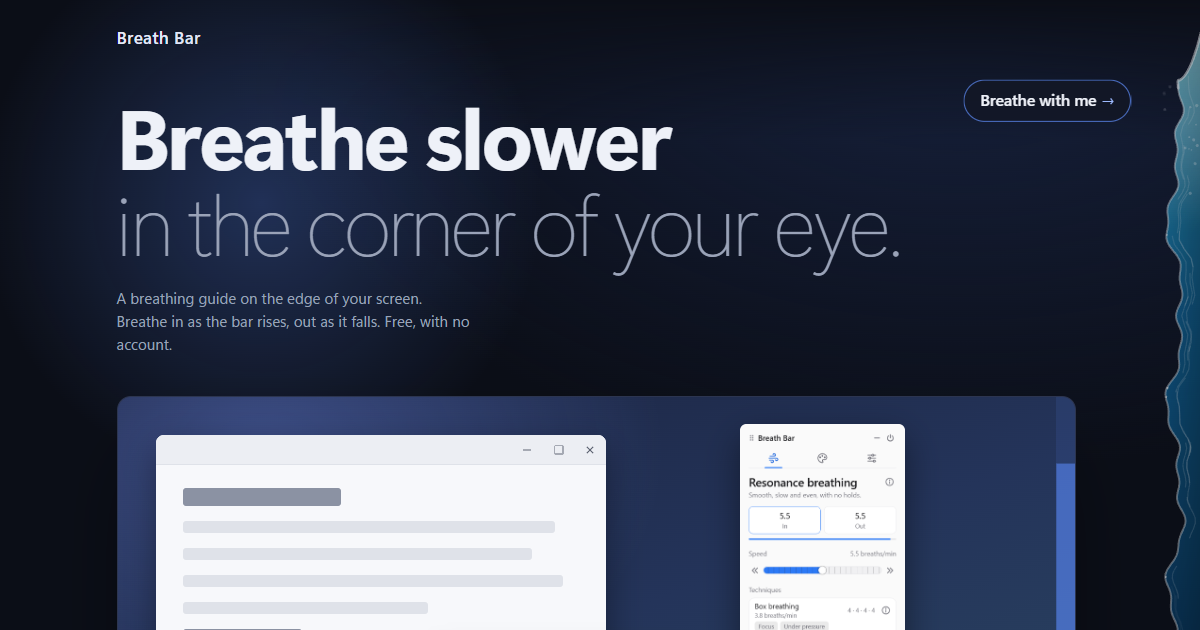 Breath Bar
Breathe with me →
Breathe slower
in the corner of your eye.
A breathing guide on the edge of your screen.
Breathe in as the bar rises, out as it falls. Free, with no
account.
Breath Bar
Resonance breathing
Smooth, slow and even, with no holds.
5.5 5.5
In Out
Speed 5.5 breaths/min
Techniques
Box breathing
4 · 4 · 4 · 4
3.8 breaths/min
Focus Under pressure